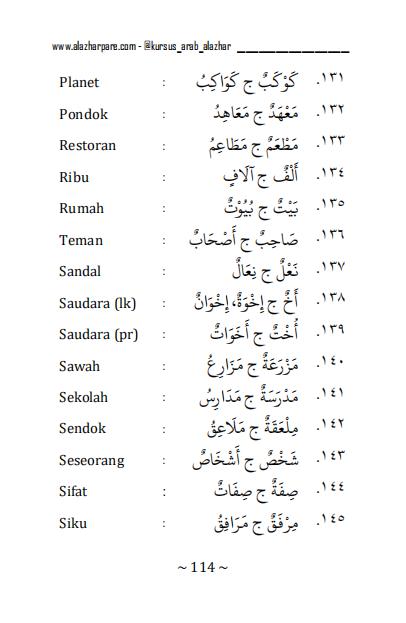 www.alazharpare.com - @kursus_arab_alazhar ___________
Planet : كَوْكَبٌ ج كَوَاكِبُ .١٣١
Pondok : مَعْهَدٌ ج مَعَاهِدُ .١٣٢
Restoran : مَطْعَمٌ ج مَطَاعِمُ .١٣٣
Ribu : أَلْفٌ ج آلَافٍ .١٣٤
Rumah : بَيْتٌ ج بُيُوْتٌ .١٣٥
Teman : صَاحِبٌ ج أَصْحَابٌ .١٣٦
Sandal : نَعْلٌ ج نِعَالٌ .١٣٧
Saudara (lk) : أَخٌ ج إِخْوَةٌ، إِخْوَانٌ .١٣٨
Saudara (pr) : أُخْتٌ ج أَخَوَاتٌ .١٣٩
Sawah : مَزْرَعَةٌ ج مَزَارِعُ .١٤٠
Sekolah : مَدْرَسَةٌ ج مَدَارِسُ .١٤١
Sendok : مِلْعَقَةٌ ج مَلَاعِقُ .١٤٢
Seseorang : شَخْصٌ ج أَشْخَاصٌ .١٤٣
Sifat : صِفَةٌ ج صِفَاتٌ .١٤٤
Siku : مِرْفَقٌ ج مَرَافِقُ .١٤٥
~ 114 ~